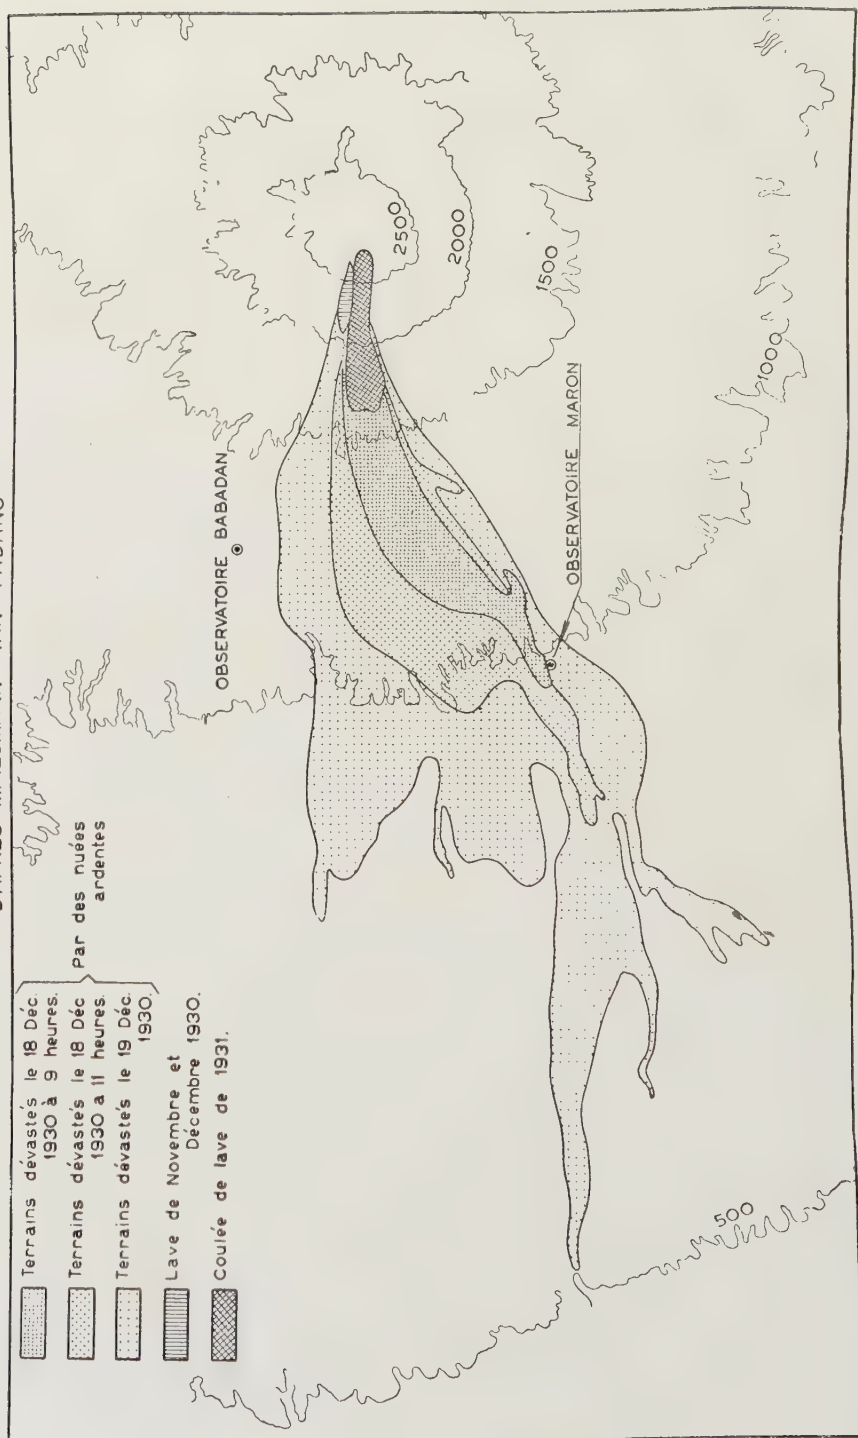 Terrains dévastés le 18 Déc.
1930 à 9 heures.
Terrains dévastés le 18 Déc
1930 a 11 heures.
Terrains dévastés le 19 Déc.
1930.
Par des nuées
ardentes
Lave de Novembre et
Décembre 1930.
Coulée de lave de 1931.
OBSERVATOIRE BABADAN
2500
2000
1500
OBSERVATOIRE MARON
1000
500